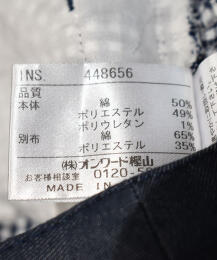 INS. 448656
品質
本体 綿 50%
ポリエステル 49%
ポリウレタン 1%
別布 綿 65%
ポリエステル 35%
(株)オンワード樫山
お客様相談室 0120-58
MADE IN